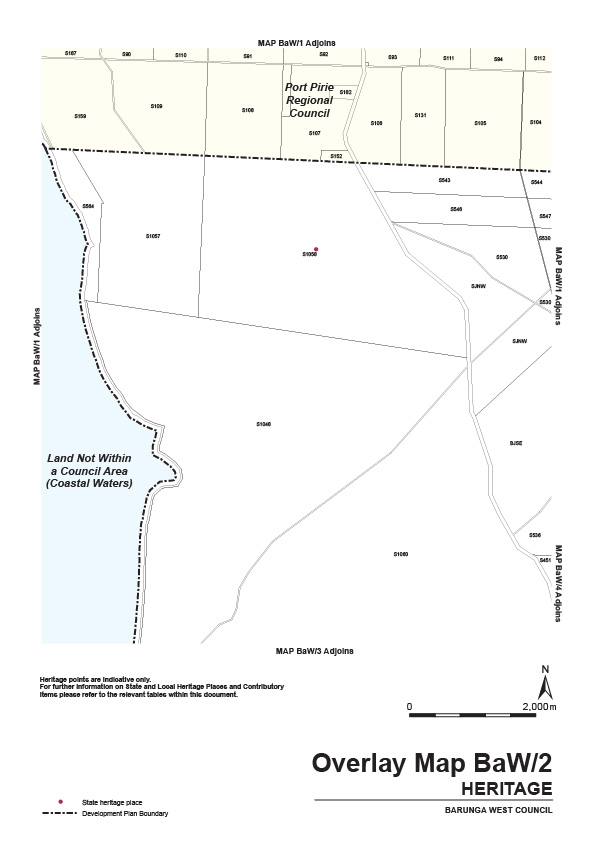 MAP BaW/1 Adjoins
S187 S90 S110 S91 S92 S93 S111 S94 S112
Port Pirie
Regional
Council
S102
S159 S109 S108 S107 S106 S131 S105 S104
S152
S543 S544
S564 S546 S547
S1057 S530
S1058 S530
MAP BaW/1 Adjoins
SJNW
S530
MAP BaW/1 Adjoins
SJNW
S1048
BJSE
Land Not Within
a Council Area
(Coastal Waters)
S536
S1060 S451
MAP BaW/4 Adjoins
MAP BaW/3 Adjoins
Heritage points are indicative only.
For further information on State and Local Heritage Places and Contributory
Items please refer to the relevant tables within this document.
N
0 2,000 m
Overlay Map BaW/2
HERITAGE
BARUNGA WEST COUNCIL
State heritage place
Development Plan Boundary